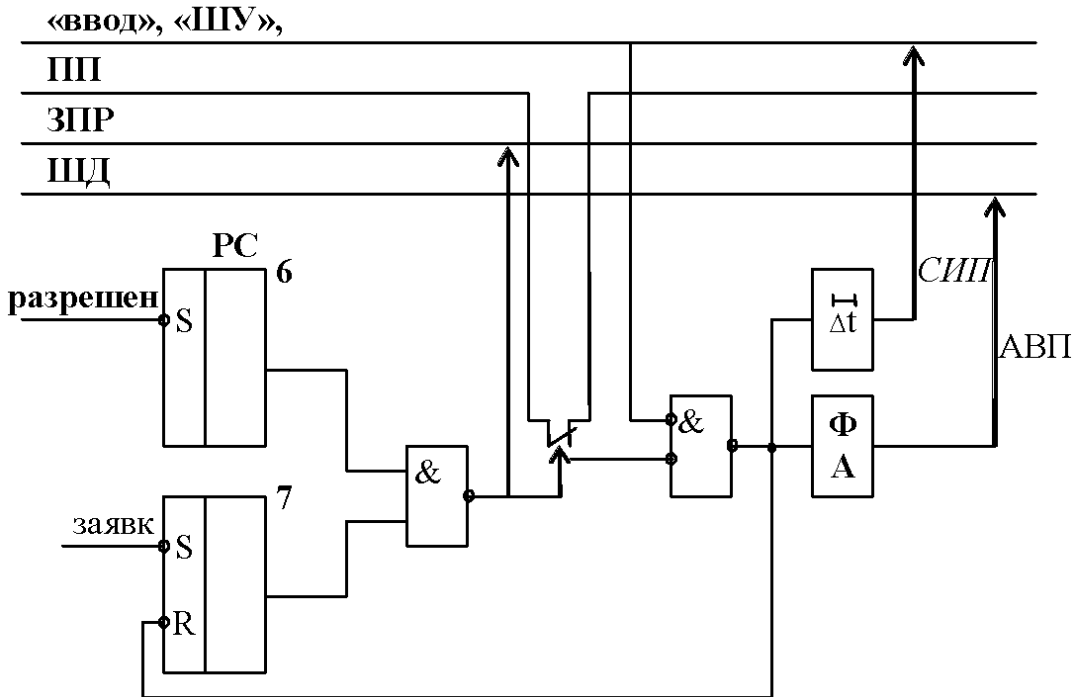 «ввод», «ШУ»,
ПП
ЗПР
ШД
РС
6
разрешен
S
I
Δt
СИП
АВП
&
Ф
А
&
7
заявк
S
R